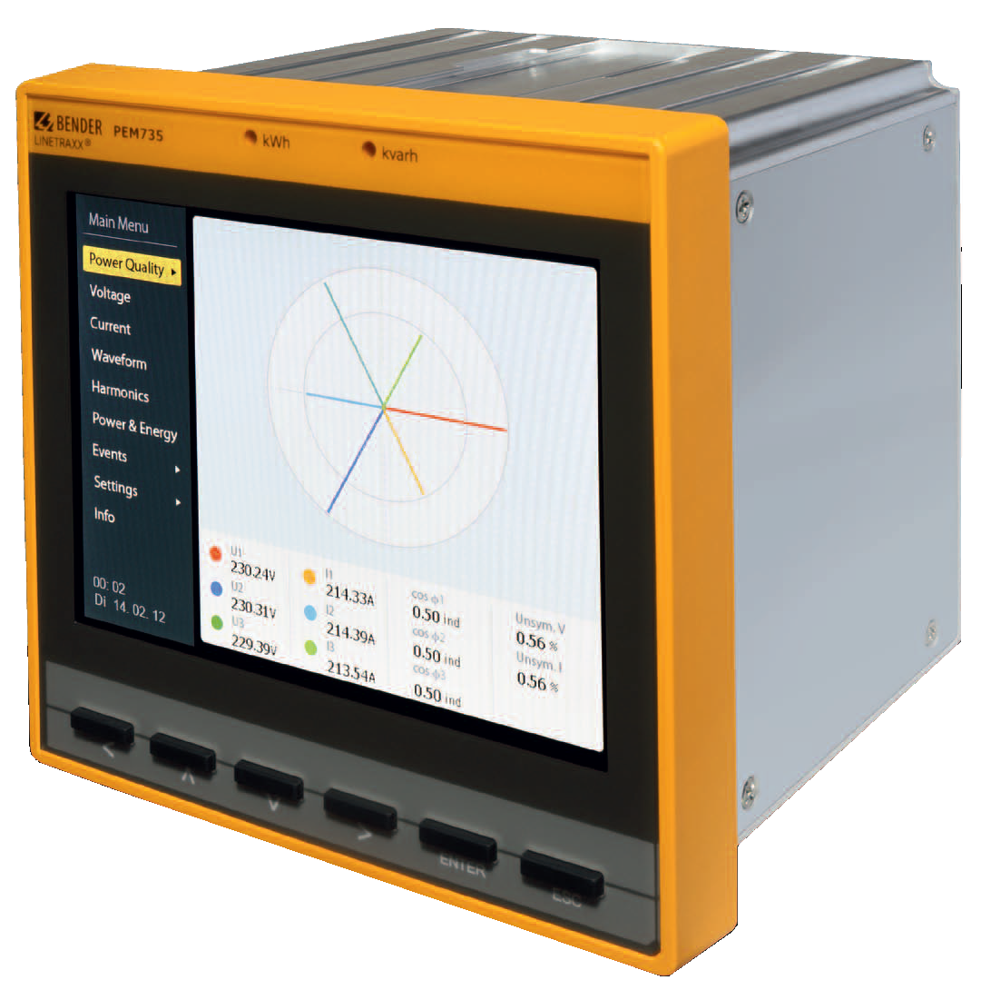 BENDER PEM735
LINETRAXX®
kWh
kvarh
Main Menu
Power Quality
Voltage
Current
Waveform
Harmonics
Power & Energy
Events
Settings
Info
00: 02
Di 14. 02. 12
U1
230.24V
U2
230.31V
U3
229.39V
I1
214.33A
I2
214.39A
I3
213.54A
cos φ1
0.50 ind
cos φ2
0.50 ind
cos φ3
0.50 ind
Unsym. V
0.56 %
Unsym. I
0.56 %
<
ʌ
v
>
ENTER
ESC